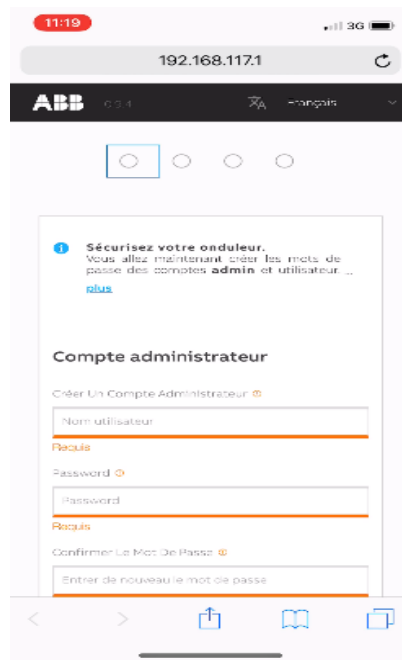 11:19
3G
192.168.117.1
ABB
Français
Sécurisez votre onduleur.
Vous allez maintenant créer les mots de
passe des comptes admin et utilisateur. ..
plus
Compte administrateur
Créer Un Compte Administrateur
Nom utilisateur
Requis
Password
Password
Requis
Confirmer Le Mot De Passe
Entrer de nouveau le mot de passe